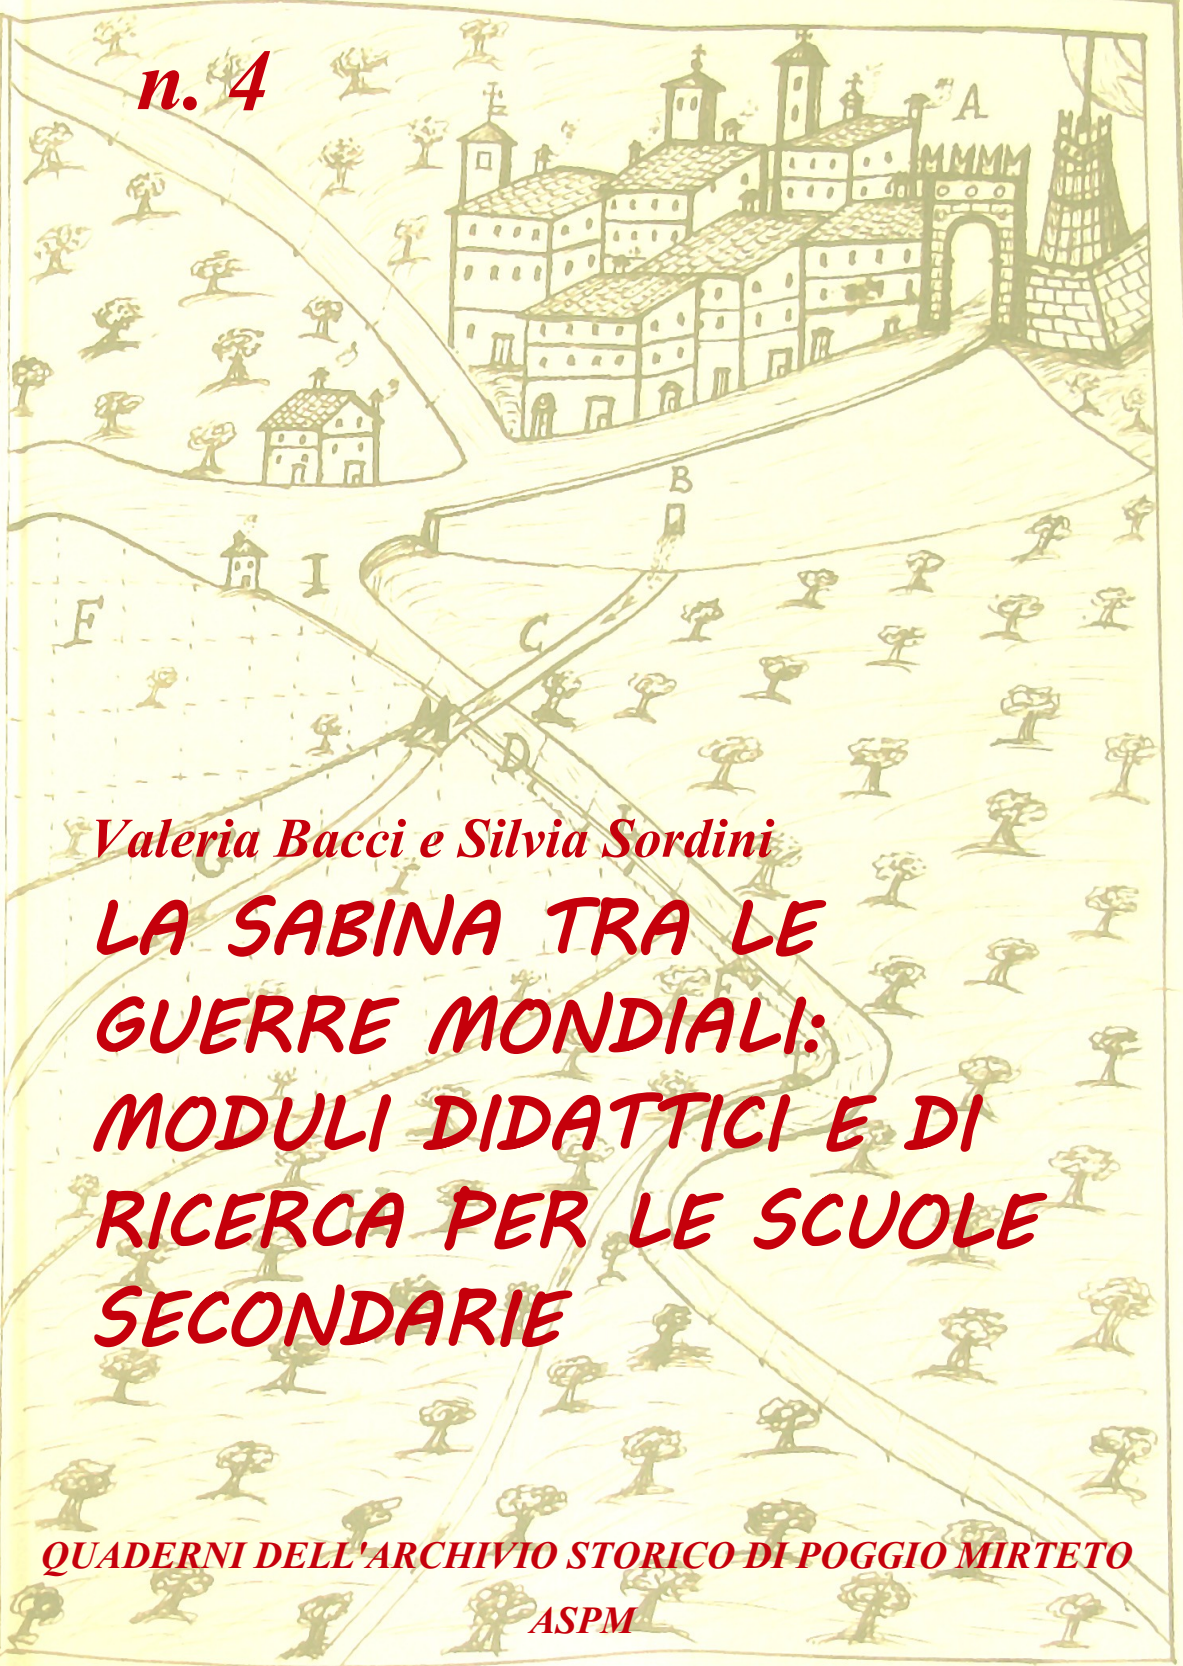 n. 4
A
B
I
F
C
M
D
Valeria Bacci e Silvia Sordini
G
LA SABINA TRA LE
GUERRE MONDIALI:
MODULI DIDATTICI E DI
RICERCA PER LE SCUOLE
SECONDARIE
QUADERNI DELL'ARCHIVIO STORICO DI POGGIO MIRTETO
ASPM